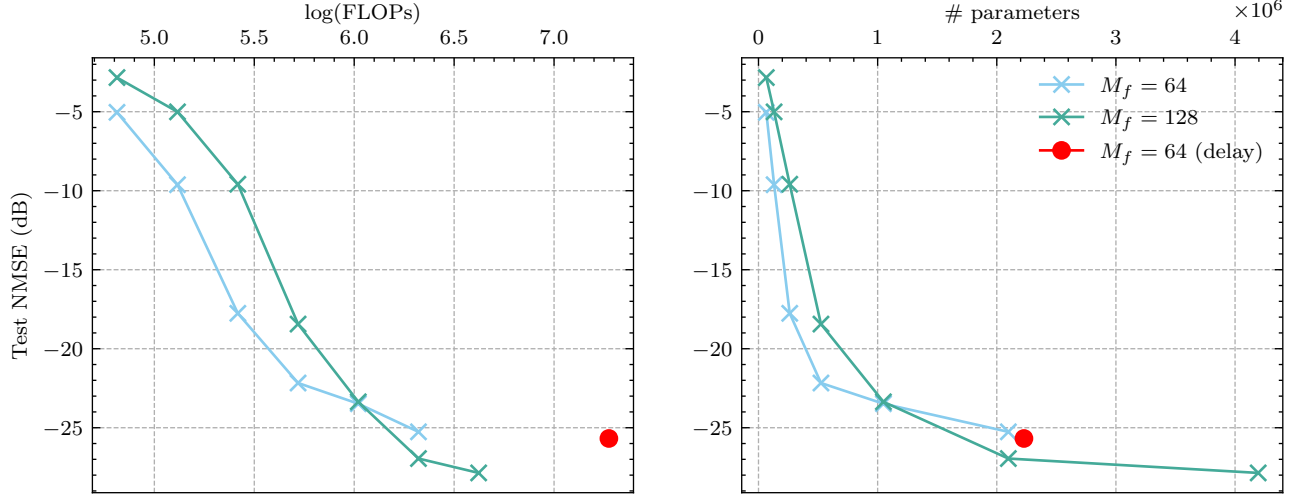 log(FLOPs)
5.0 5.5 6.0 6.5 7.0
−5
−10
−15
−20
−25
Test NMSE (dB)
# parameters
×10⁶
0 1 2 3 4
M_f = 64
M_f = 128
M_f = 64 (delay)
−5
−10
−15
−20
−25